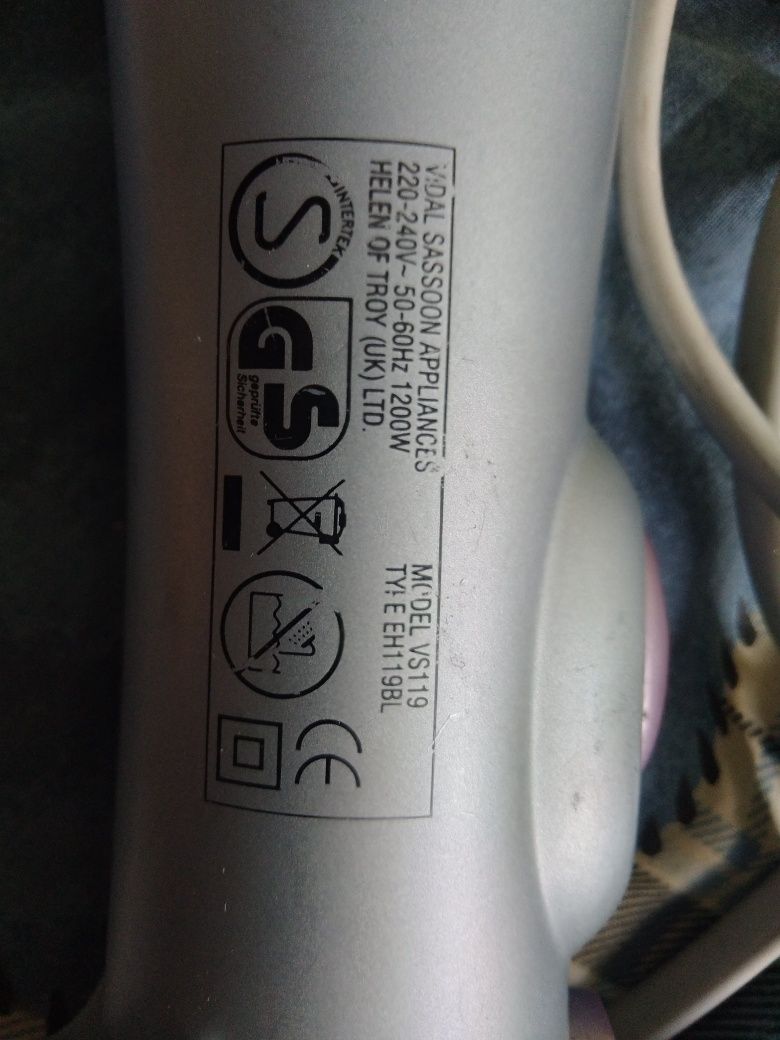 VIDAL SASSOON APPLIANCES
220-240V~ 50-60Hz 1200W
HELEN OF TROY (UK) LTD.
MODEL VS119
TYPE EH119BL
INTERTEK
S
GS
geprüfte
Sicherheit
CE